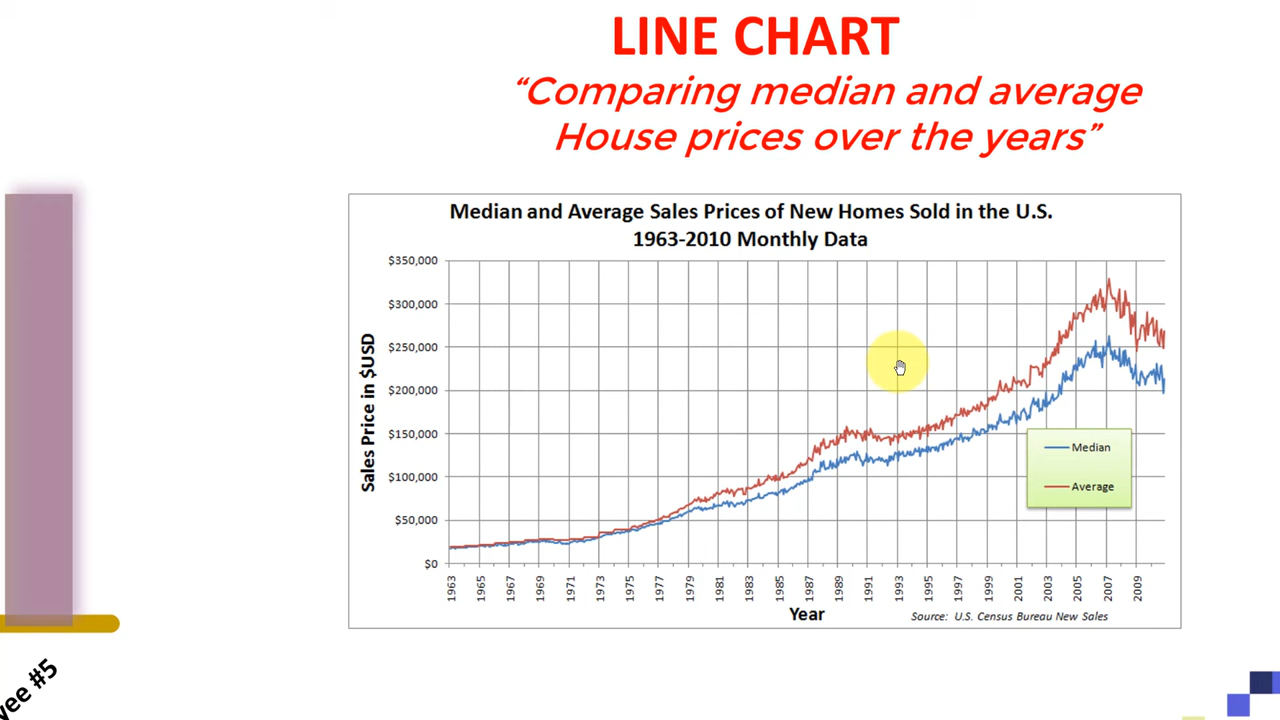 LINE CHART
“Comparing median and average
House prices over the years”
Median and Average Sales Prices of New Homes Sold in the U.S.
1963-2010 Monthly Data
$350,000
$300,000
$250,000
$200,000
$150,000
$100,000
$50,000
$0
Sales Price in $USD
Median
Average
1963 1965 1967 1969 1971 1973 1975 1977 1979 1981 1983 1985 1987 1989 1991 1993 1995 1997 1999 2001 2003 2005 2007 2009
Year
Source: U.S. Census Bureau New Sales
#5